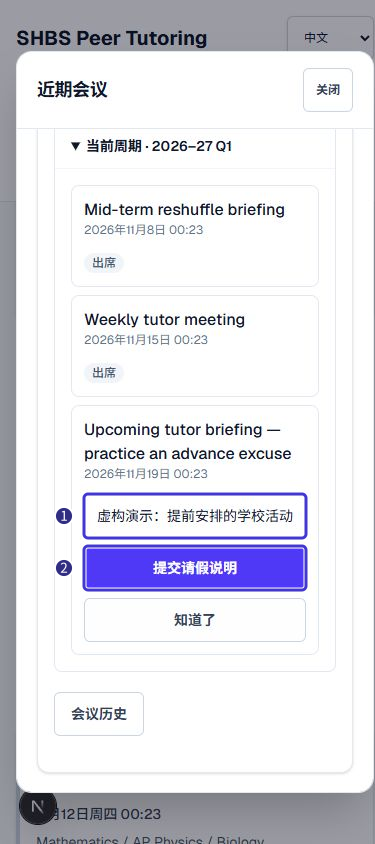 SHBS Peer Tutoring
中文
近期会议
关闭
▼ 当前周期 · 2026–27 Q1
Mid-term reshuffle briefing
2026年11月8日 00:23
出席
Weekly tutor meeting
2026年11月15日 00:23
出席
Upcoming tutor briefing —
practice an advance excuse
2026年11月19日 00:23
1 虚构演示：提前安排的学校活动
2 提交请假说明
知道了
会议历史
N
月12日周四 00:23
Mathematics / AP Physics / Biology